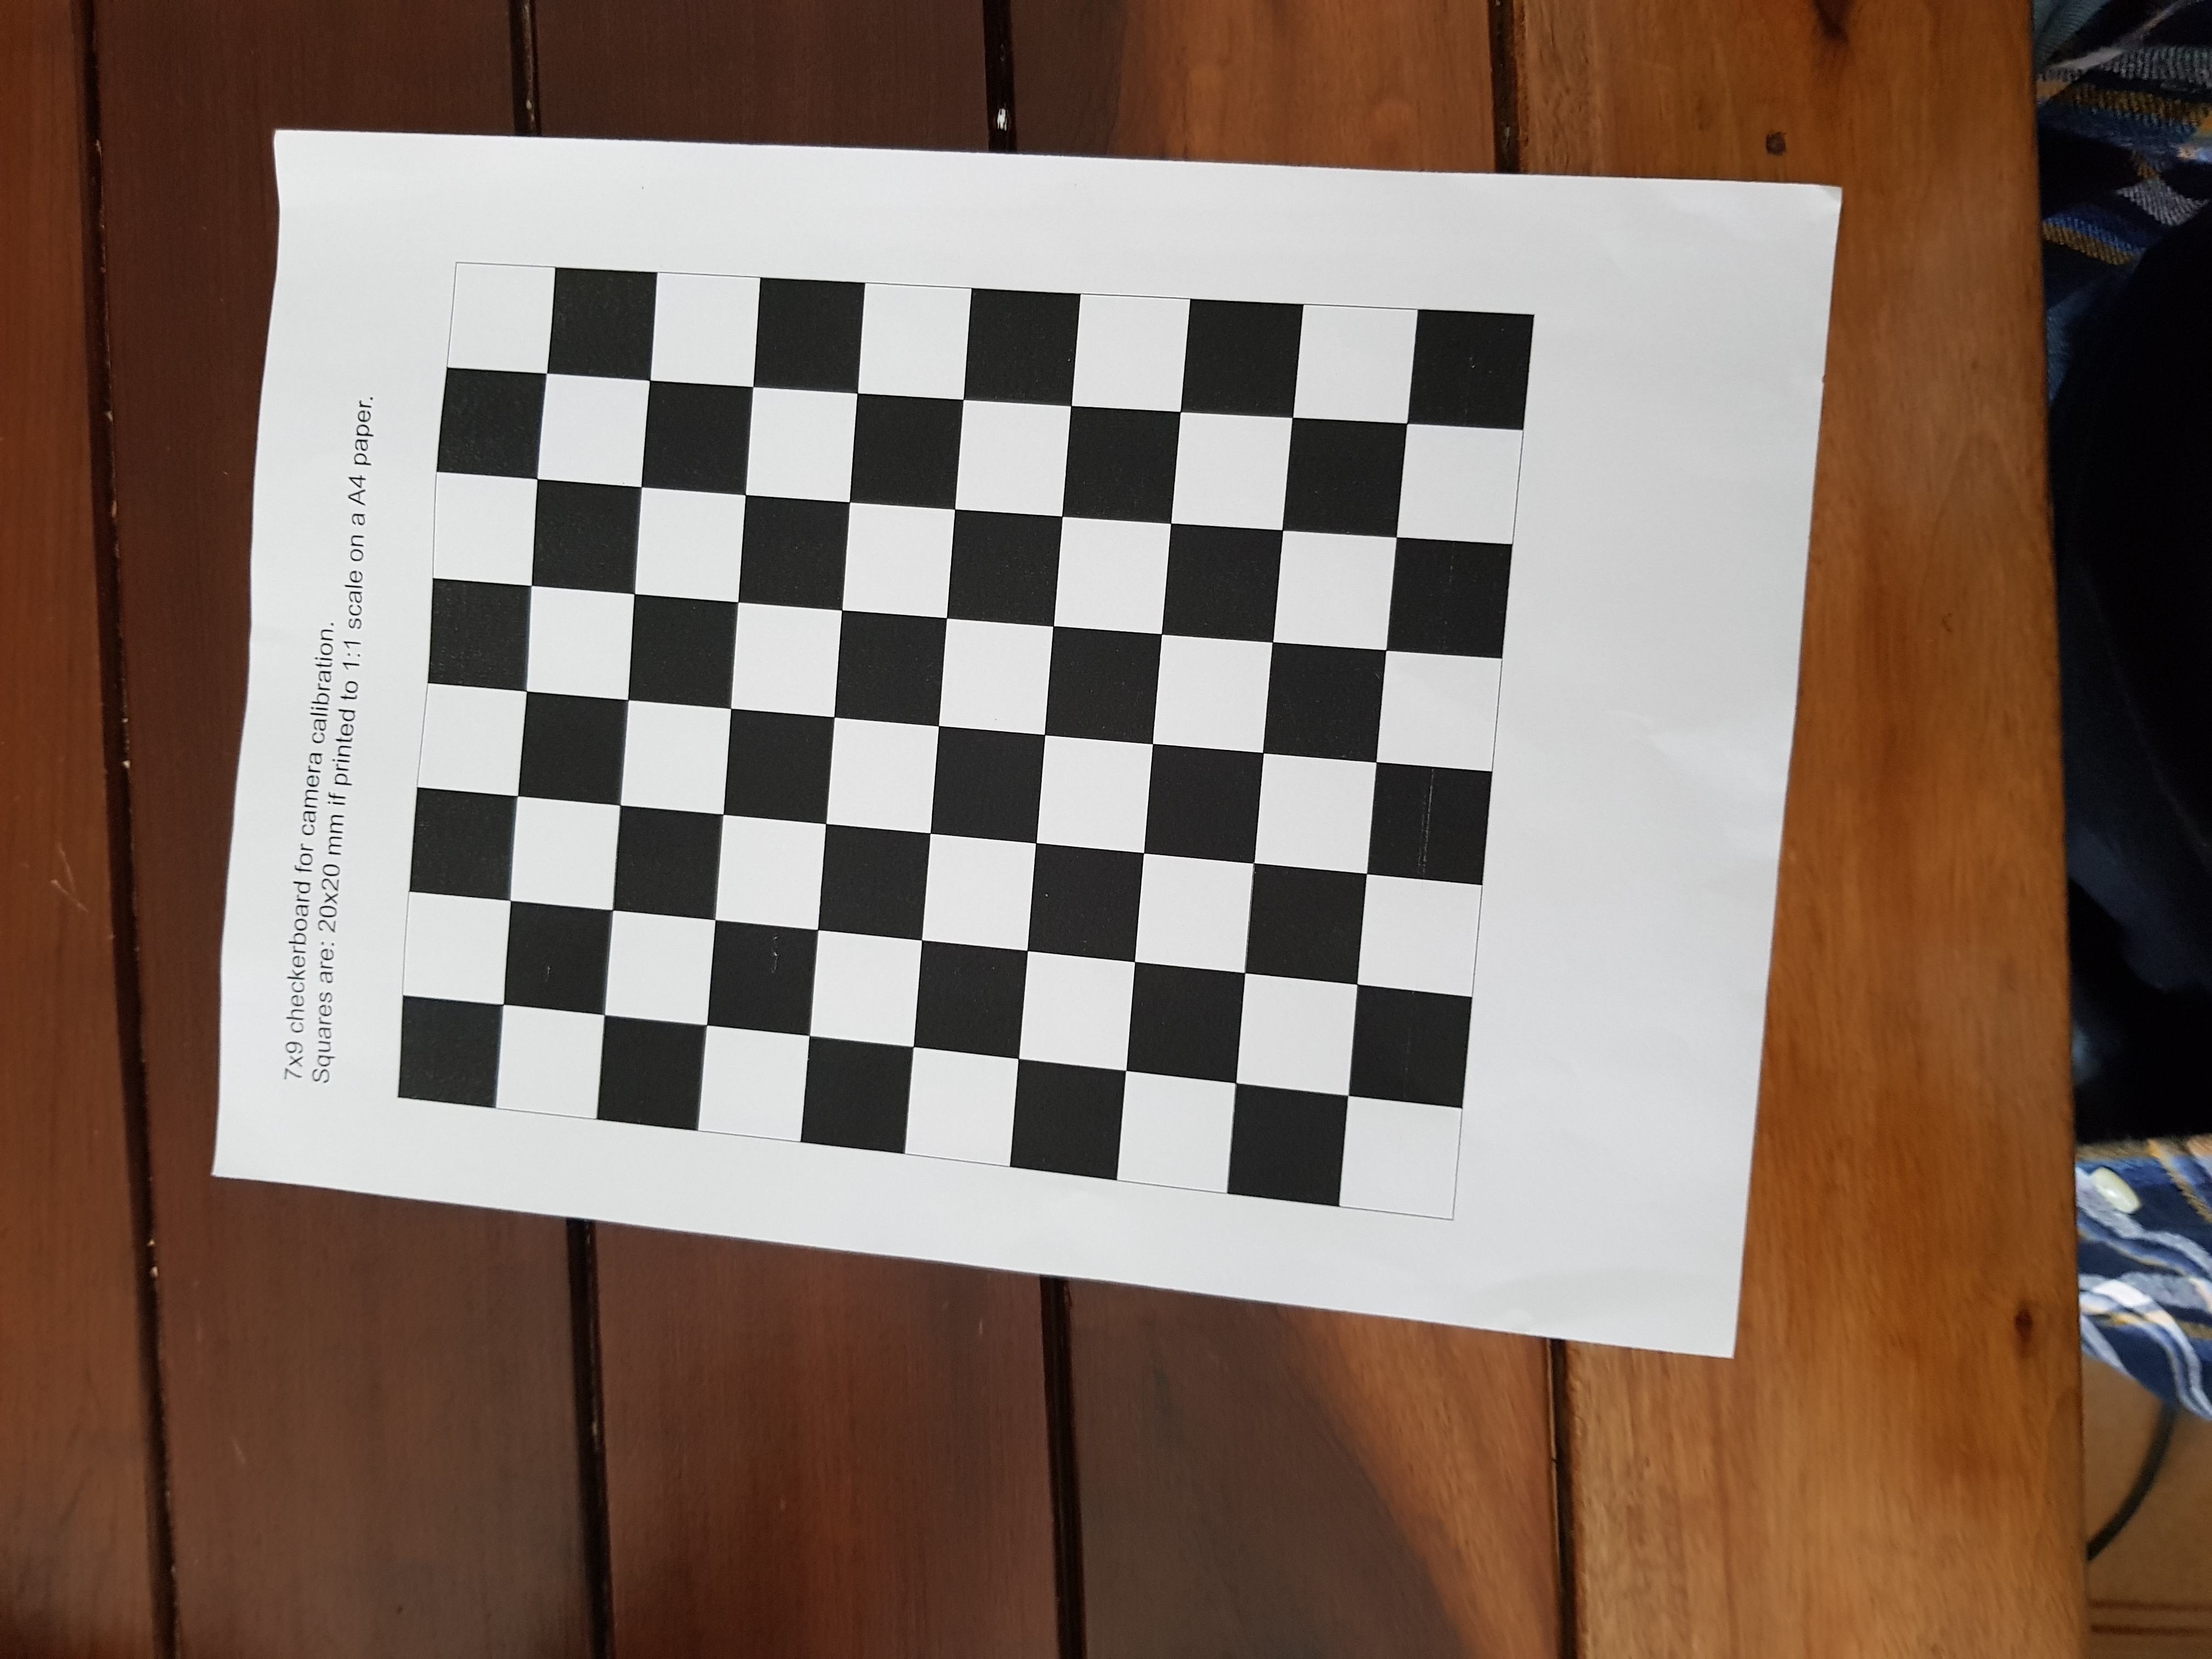 7x9 checkerboard for camera calibration.
Squares are: 20x20 mm if printed to 1:1 scale on a A4 paper.